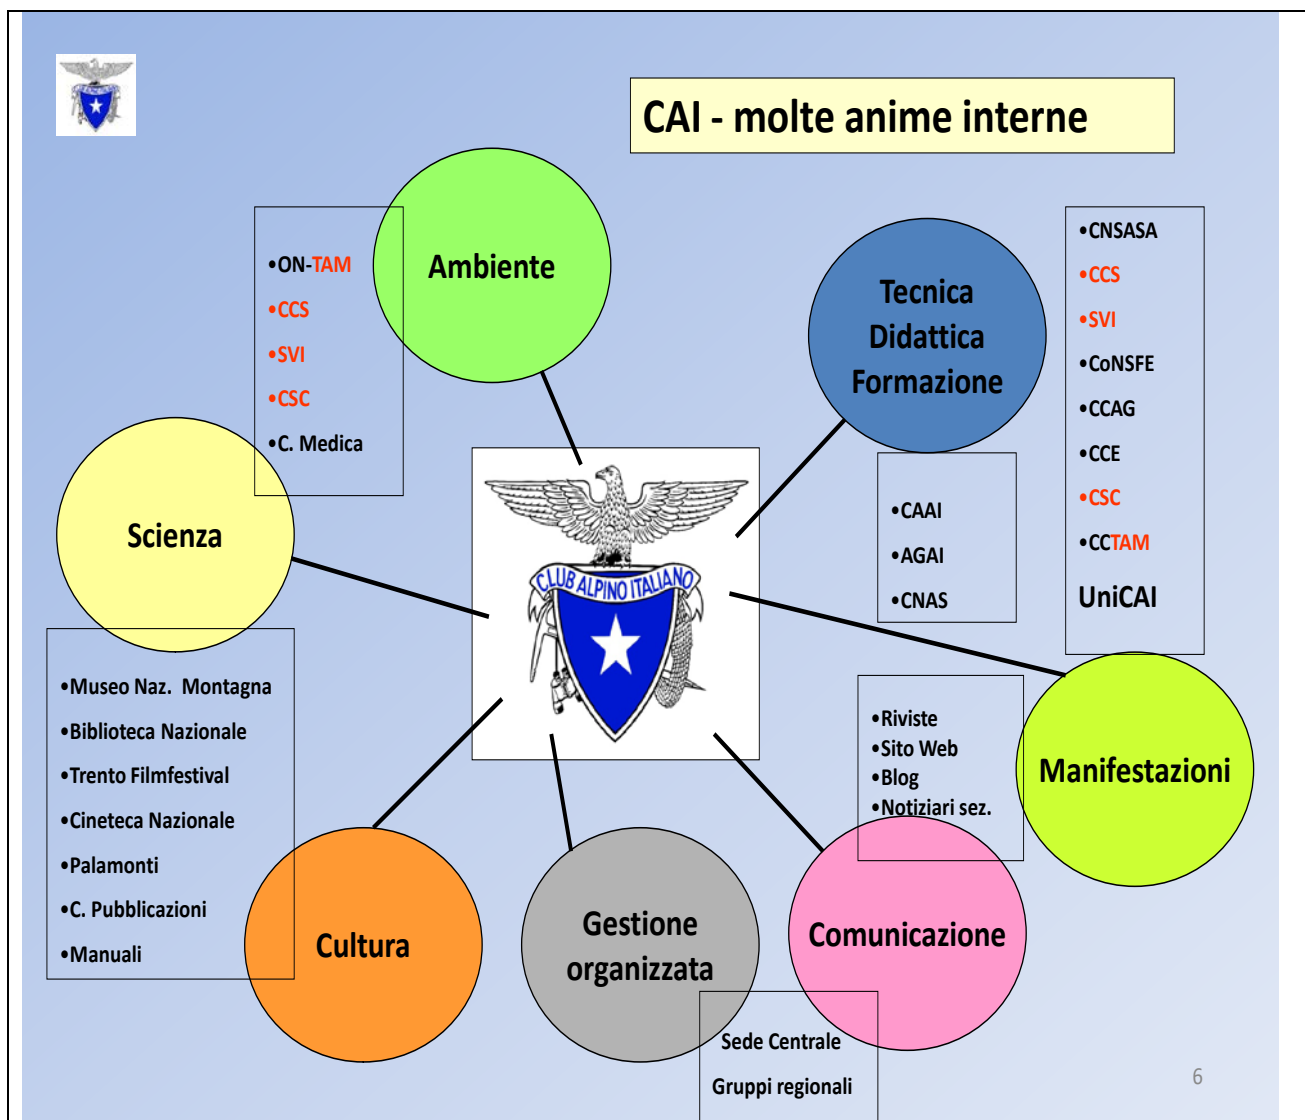 CAI - molte anime interne
Ambiente
•ON-TAM
•CCS
•SVI
•CSC
•C. Medica
Tecnica
Didattica
Formazione
•CNSASA
•CCS
•SVI
•CoNSFE
•CCAG
•CCE
•CSC
•CCTAM
UniCAI
•CAAI
•AGAI
•CNAS
Scienza
CLUB ALPINO ITALIANO
•Museo Naz. Montagna
•Biblioteca Nazionale
•Trento Filmfestival
•Cineteca Nazionale
•Palamonti
•C. Pubblicazioni
•Manuali
•Riviste
•Sito Web
•Blog
•Notiziari sez.
Manifestazioni
Cultura
Gestione
organizzata
Comunicazione
Sede Centrale
Gruppi regionali
6